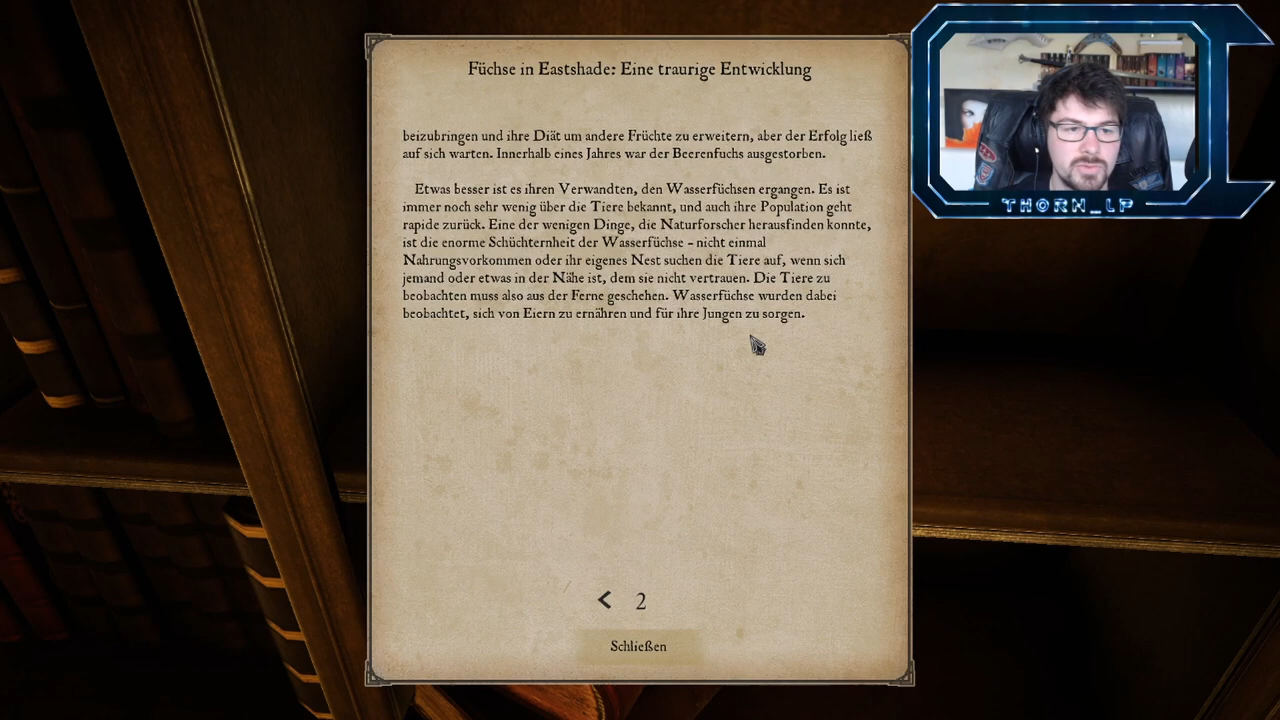 Füchse in Eastshade: Eine traurige Entwicklung
beizubringen und ihre Diät um andere Früchte zu erweitern, aber der Erfolg ließ
auf sich warten. Innerhalb eines Jahres war der Beerenfuchs ausgestorben.
Etwas besser ist es ihren Verwandten, den Wasserfüchsen ergangen. Es ist
immer noch sehr wenig über die Tiere bekannt, und auch ihre Population geht
rapide zurück. Eine der wenigen Dinge, die Naturforscher herausfinden konnte,
ist die enorme Schüchternheit der Wasserfüchse - nicht einmal
Nahrungsvorkommen oder ihr eigenes Nest suchen die Tiere auf, wenn sich
jemand oder etwas in der Nähe ist, dem sie nicht vertrauen. Die Tiere zu
beobachten muss also aus der Ferne geschehen. Wasserfüchse wurden dabei
beobachtet, sich von Eiern zu ernähren und für ihre Jungen zu sorgen.
< 2
Schließen
THORN_LP